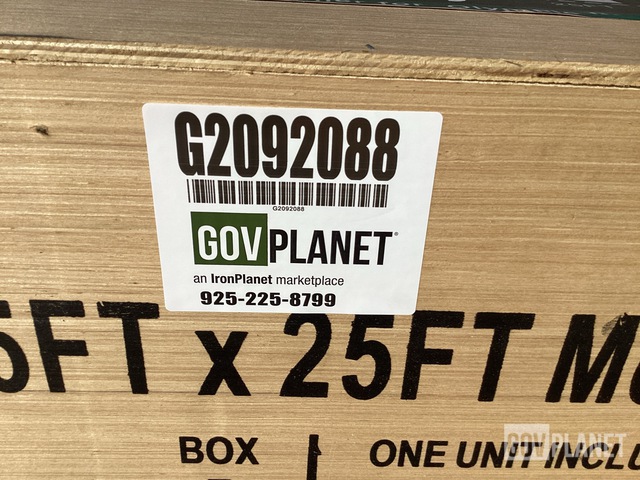 G2092088
G2092088
GOVPLANET
an IronPlanet marketplace
925-225-8799
5FT x 25FT
BOX
ONE UNIT INCLU
GOVPLANET